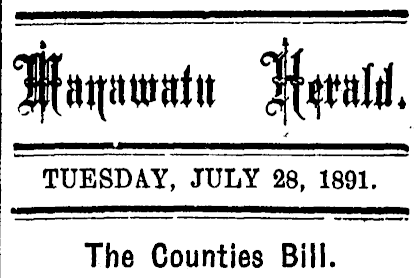 Manawatu Herald.
TUESDAY, JULY 28, 1891.
The Counties Bill.